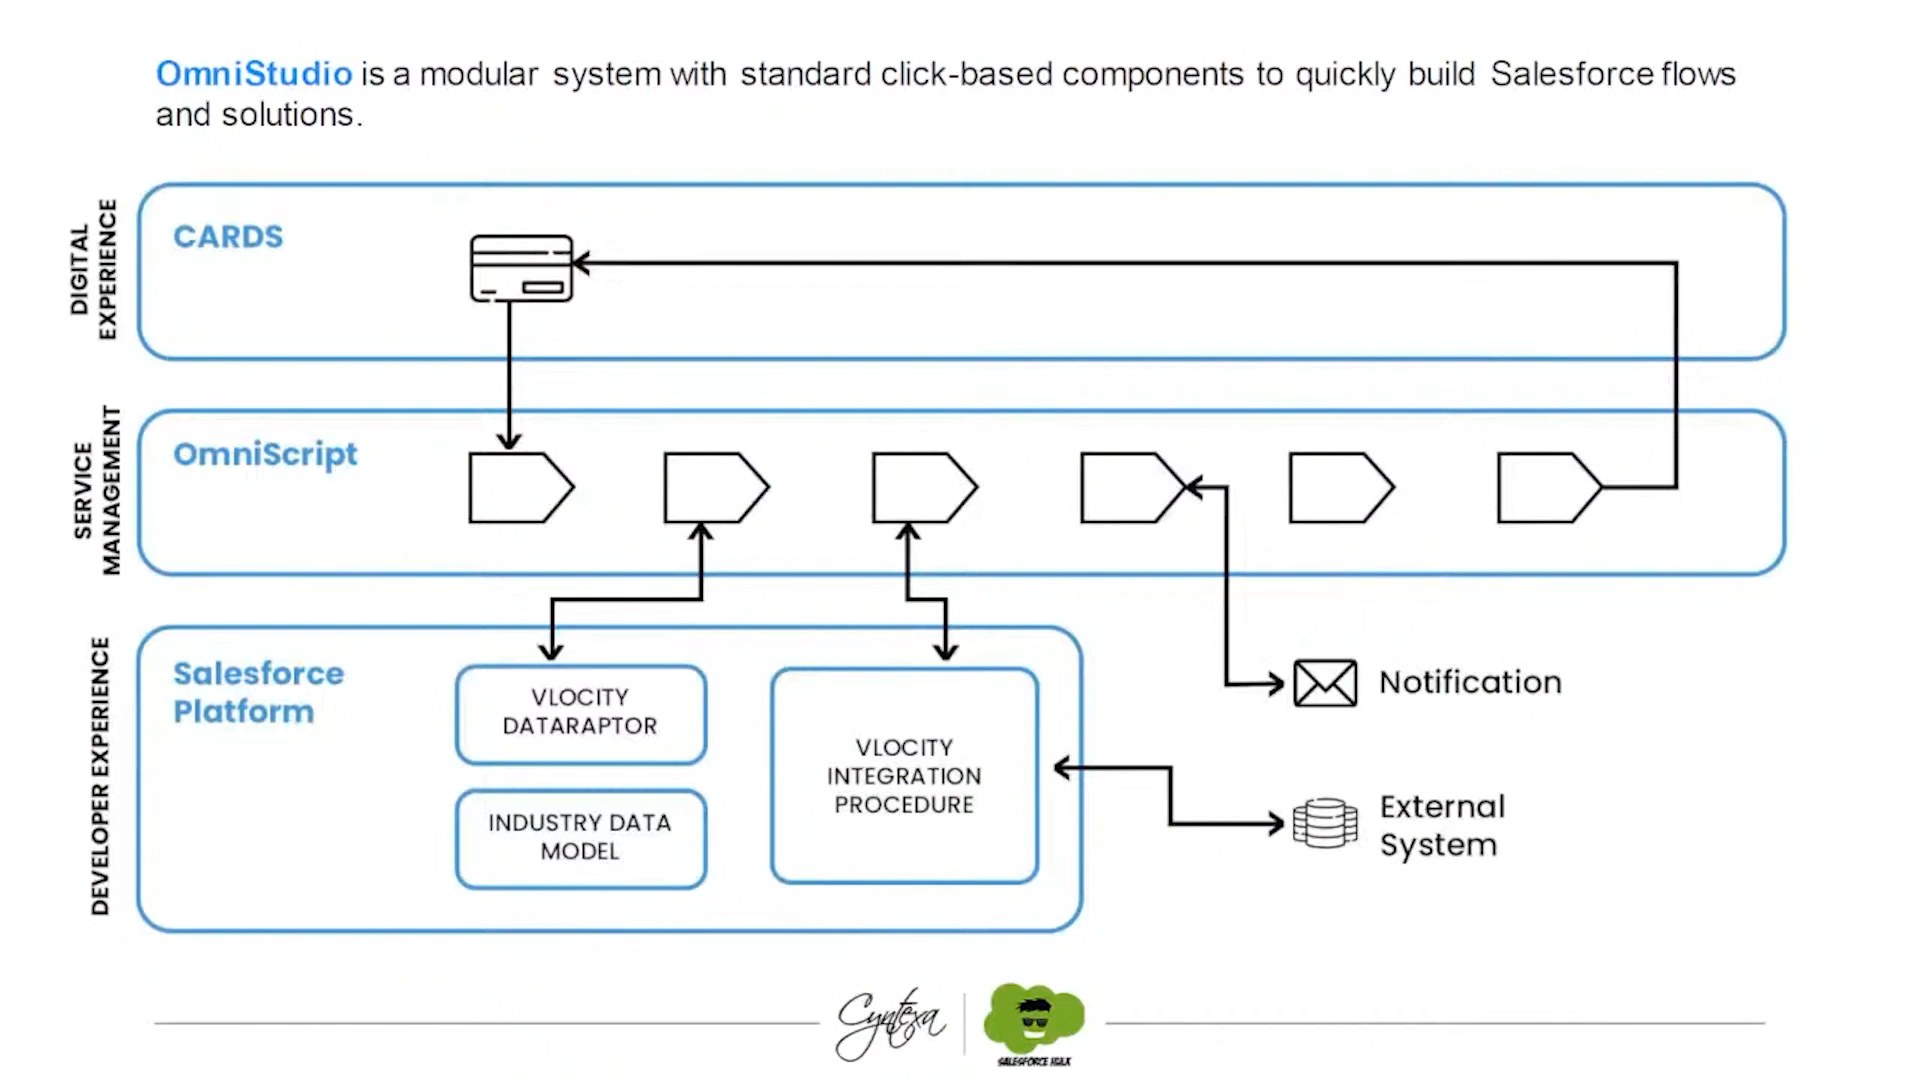 OmniStudio is a modular system with standard click-based components to quickly build Salesforce flows
and solutions.
DIGITAL
EXPERIENCE
CARDS
SERVICE
MANAGEMENT
OmniScript
DEVELOPER EXPERIENCE
Salesforce
Platform
VLOCITY
DATARAPTOR
INDUSTRY DATA
MODEL
VLOCITY
INTEGRATION
PROCEDURE
Notification
External
System
Cyntexa
SALESFORCE HULK